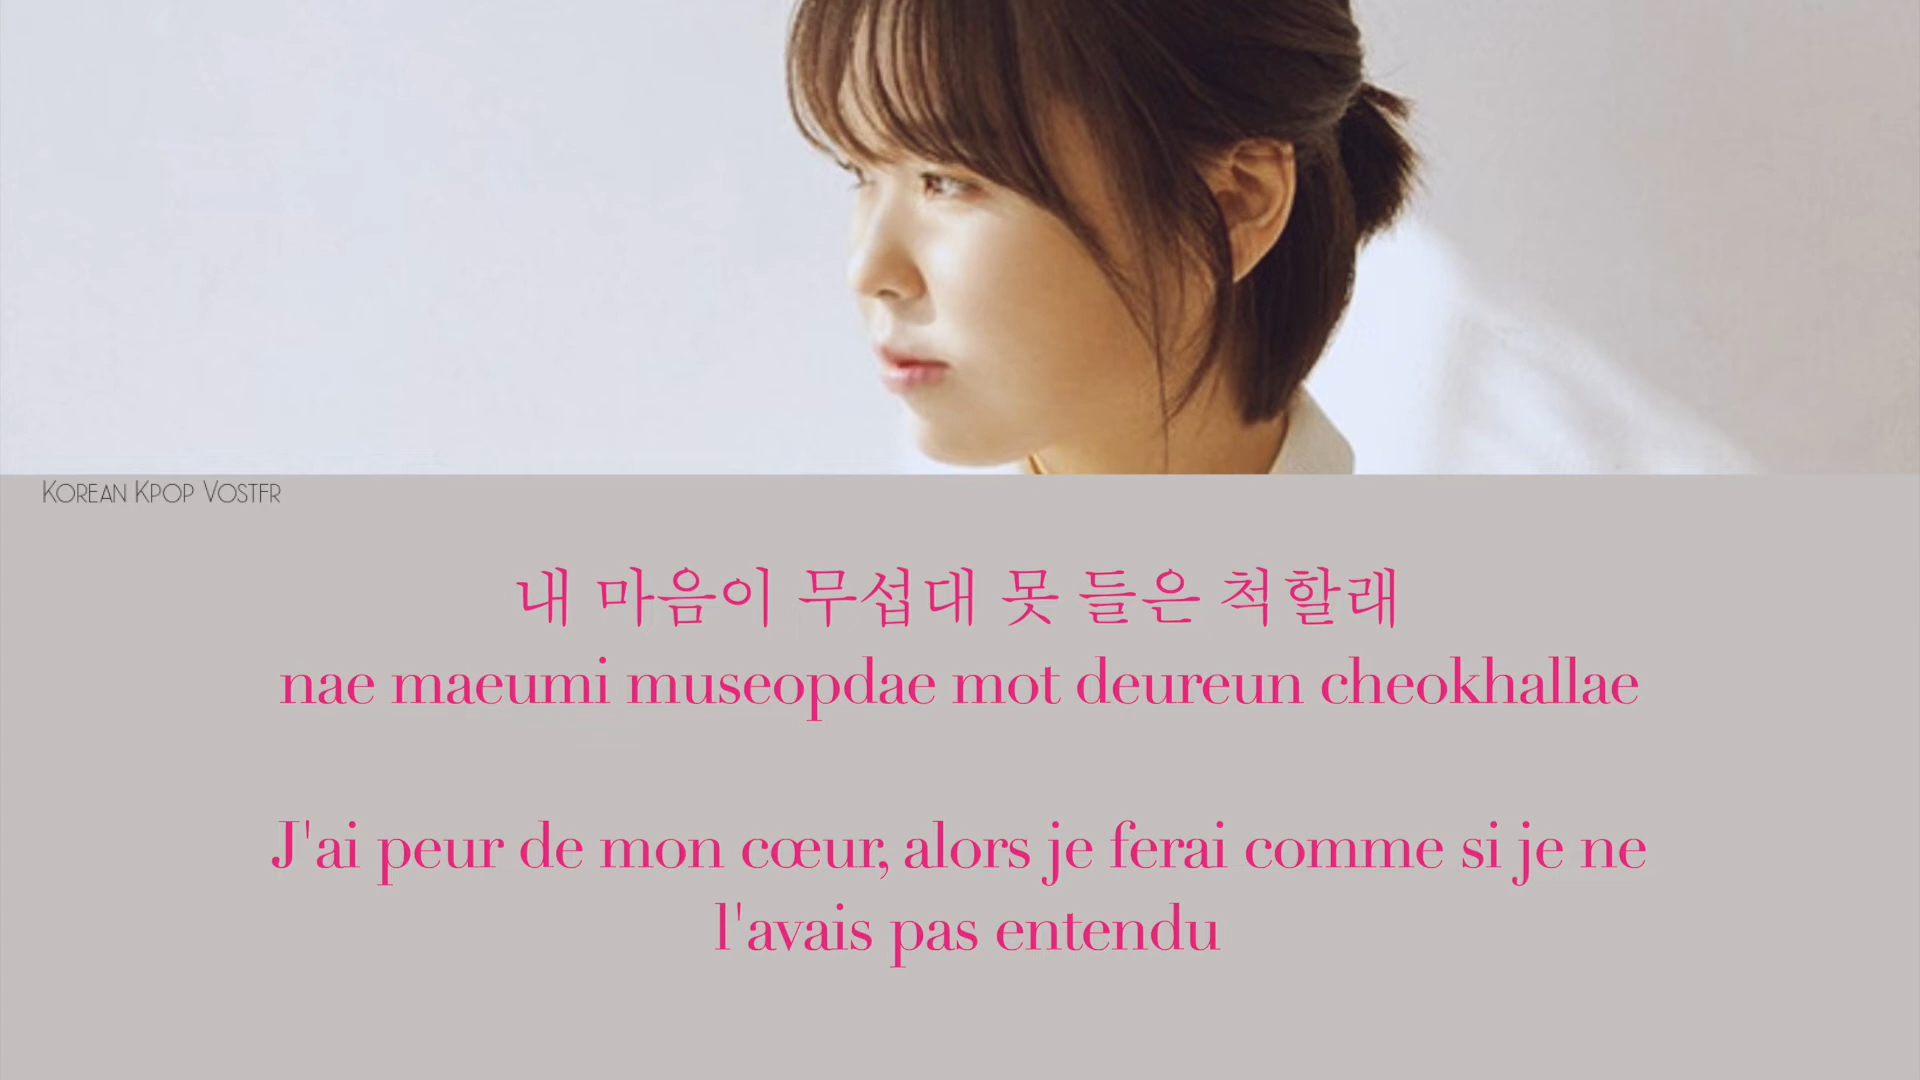 Korean Kpop Vostfr
내 마음이 무섭대 못 들은 척할래
nae maeumi museopdae mot deureun cheokhallae
J'ai peur de mon cœur, alors je ferai comme si je ne
l'avais pas entendu